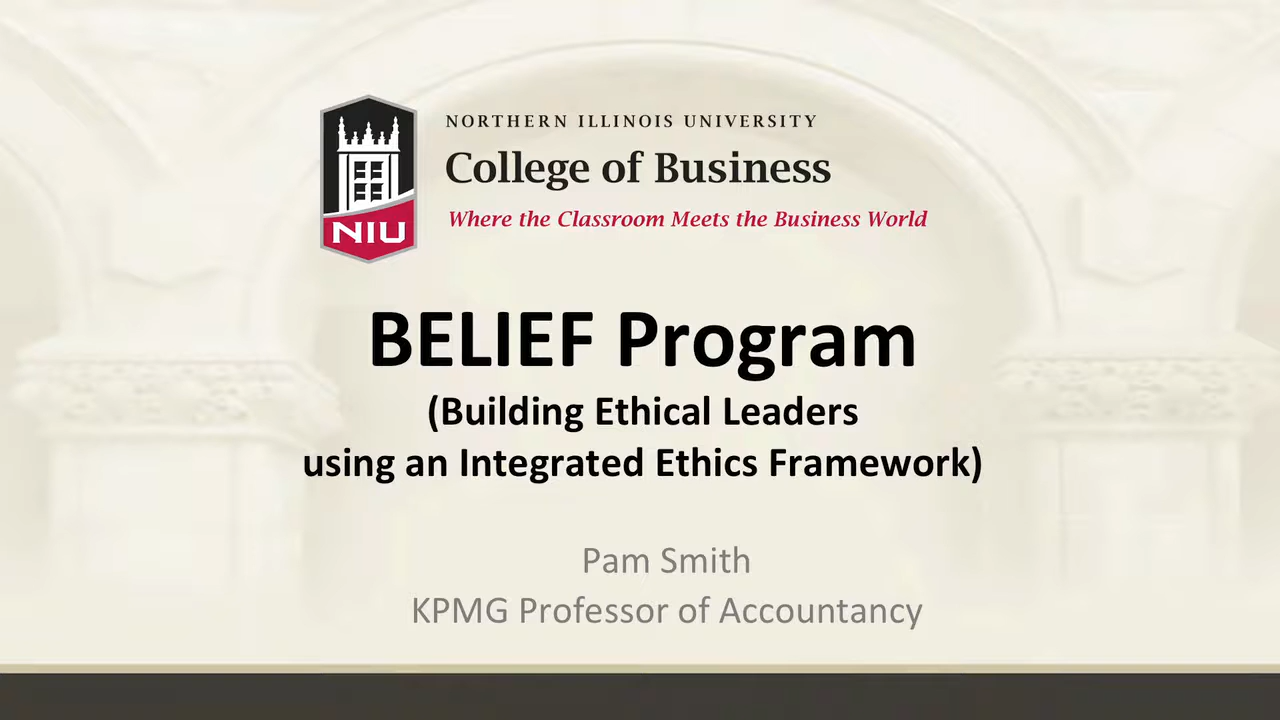 NORTHERN ILLINOIS UNIVERSITY
College of Business
Where the Classroom Meets the Business World
NIU
BELIEF Program
(Building Ethical Leaders
using an Integrated Ethics Framework)
Pam Smith
KPMG Professor of Accountancy